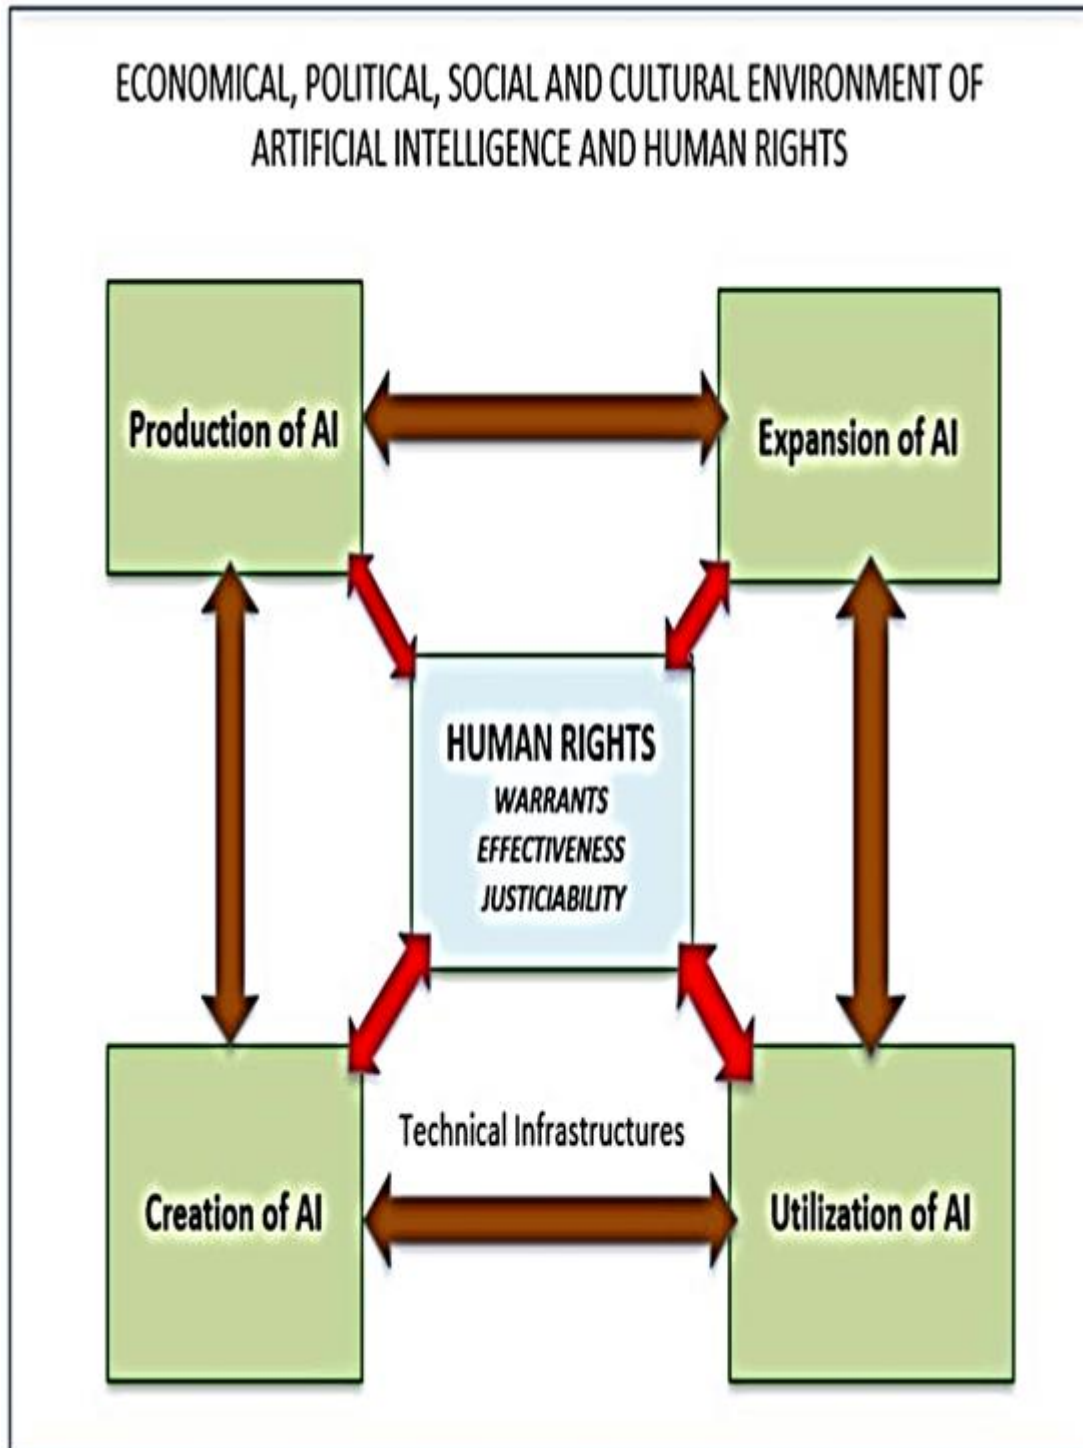 ECONOMICAL, POLITICAL, SOCIAL AND CULTURAL ENVIRONMENT OF
ARTIFICIAL INTELLIGENCE AND HUMAN RIGHTS
Production of AI
Expansion of AI
HUMAN RIGHTS
WARRANTS
EFFECTIVENESS
JUSTICIABILITY
Technical Infrastructures
Creation of AI
Utilization of AI